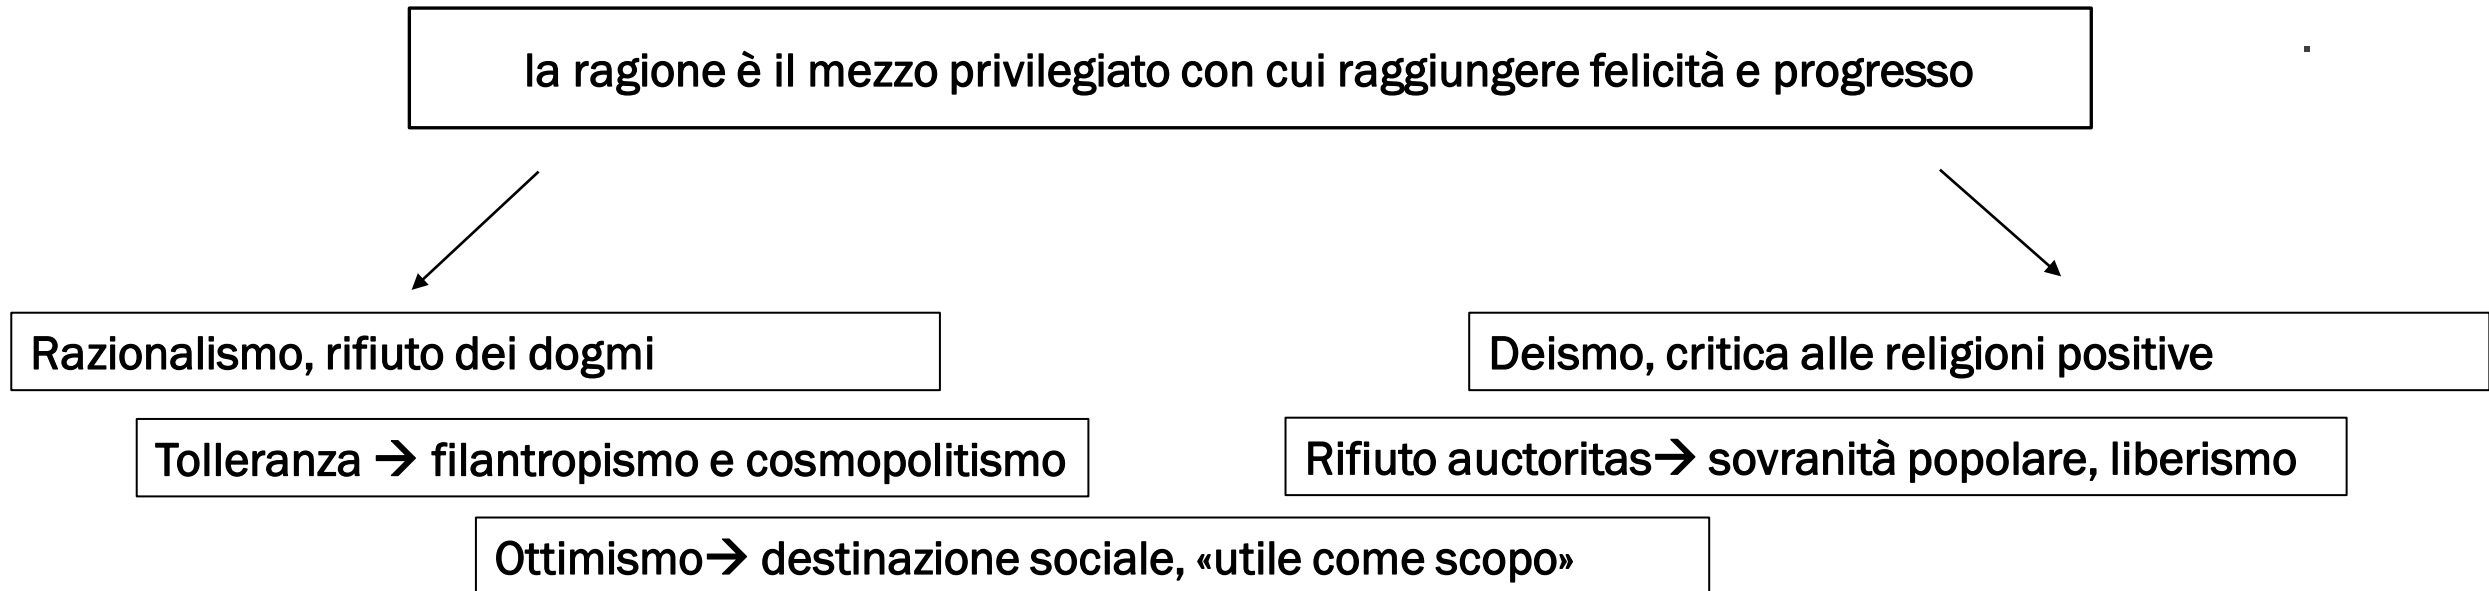 la ragione è il mezzo privilegiato con cui raggiungere felicità e progresso
Razionalismo, rifiuto dei dogmi
Deismo, critica alle religioni positive
Tolleranza → filantropismo e cosmopolitismo
Rifiuto auctoritas→ sovranità popolare, liberismo
Ottimismo→ destinazione sociale, «utile come scopo»